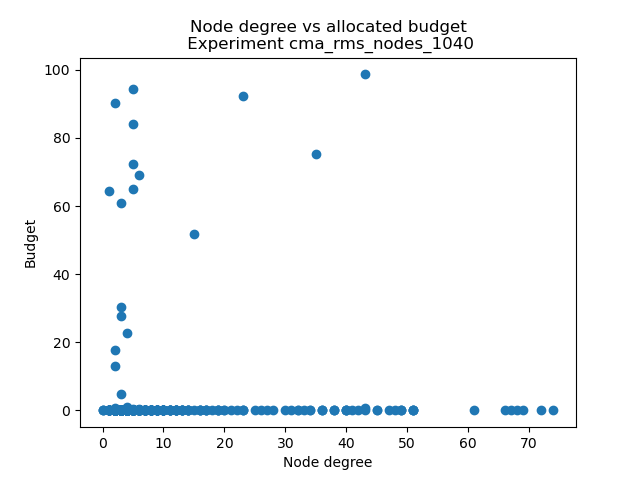 Node degree vs allocated budget
Experiment cma_rms_nodes_1040
100
80
60
40
20
0
Budget
0 10 20 30 40 50 60 70
Node degree